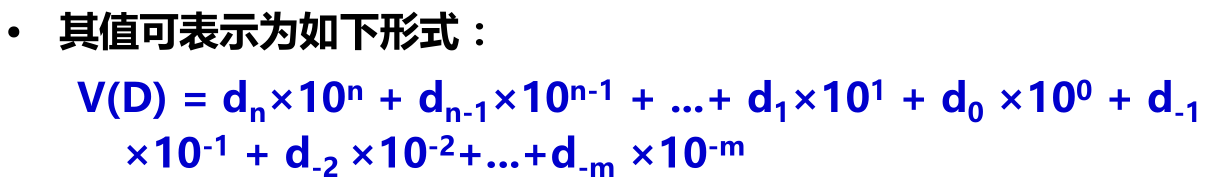 • 其值可表示为如下形式：
V(D) = dₙ×10ⁿ + dₙ₋₁×10ⁿ⁻¹ + ...+ d₁×10¹ + d₀ ×10⁰ + d₋₁
×10⁻¹ + d₋₂ ×10⁻²+...+d₋ₘ ×10⁻ᵐ